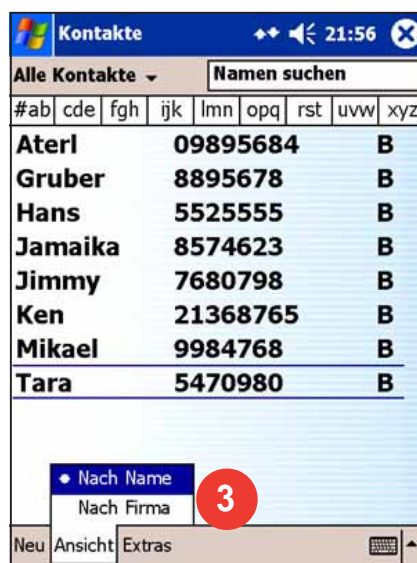 Kontakte 21:56
Alle Kontakte Namen suchen
#ab cde fgh ijk lmn opq rst uvw xyz
Aterl 09895684 B
Gruber 8895678 B
Hans 5525555 B
Jamaika 8574623 B
Jimmy 7680798 B
Ken 21368765 B
Mikael 9984768 B
Tara 5470980 B
Nach Name
Nach Firma
3
Neu Ansicht Extras